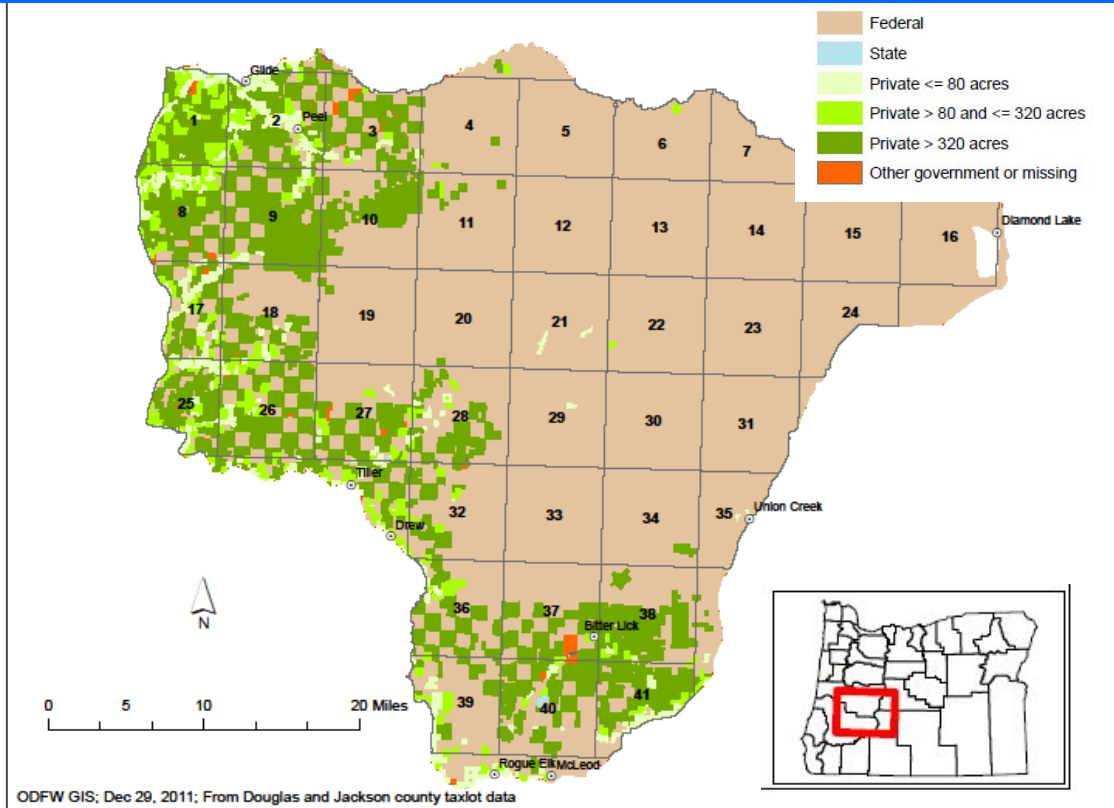 Federal
State
Private <= 80 acres
Private > 80 and <= 320 acres
Private > 320 acres
Other government or missing
Glide
Peel
1
2
3
4
5
6
7
8
9
10
11
12
13
14
15
16
Diamond Lake
17
18
19
20
21
22
23
24
25
26
27
28
29
30
31
Tiller
32
33
34
35
Union Creek
Drew
36
37
38
Bitter Lick
39
40
41
N
0 5 10 20 Miles
Rogue Elk
McLeod
ODFW GIS; Dec 29, 2011; From Douglas and Jackson county taxlot data